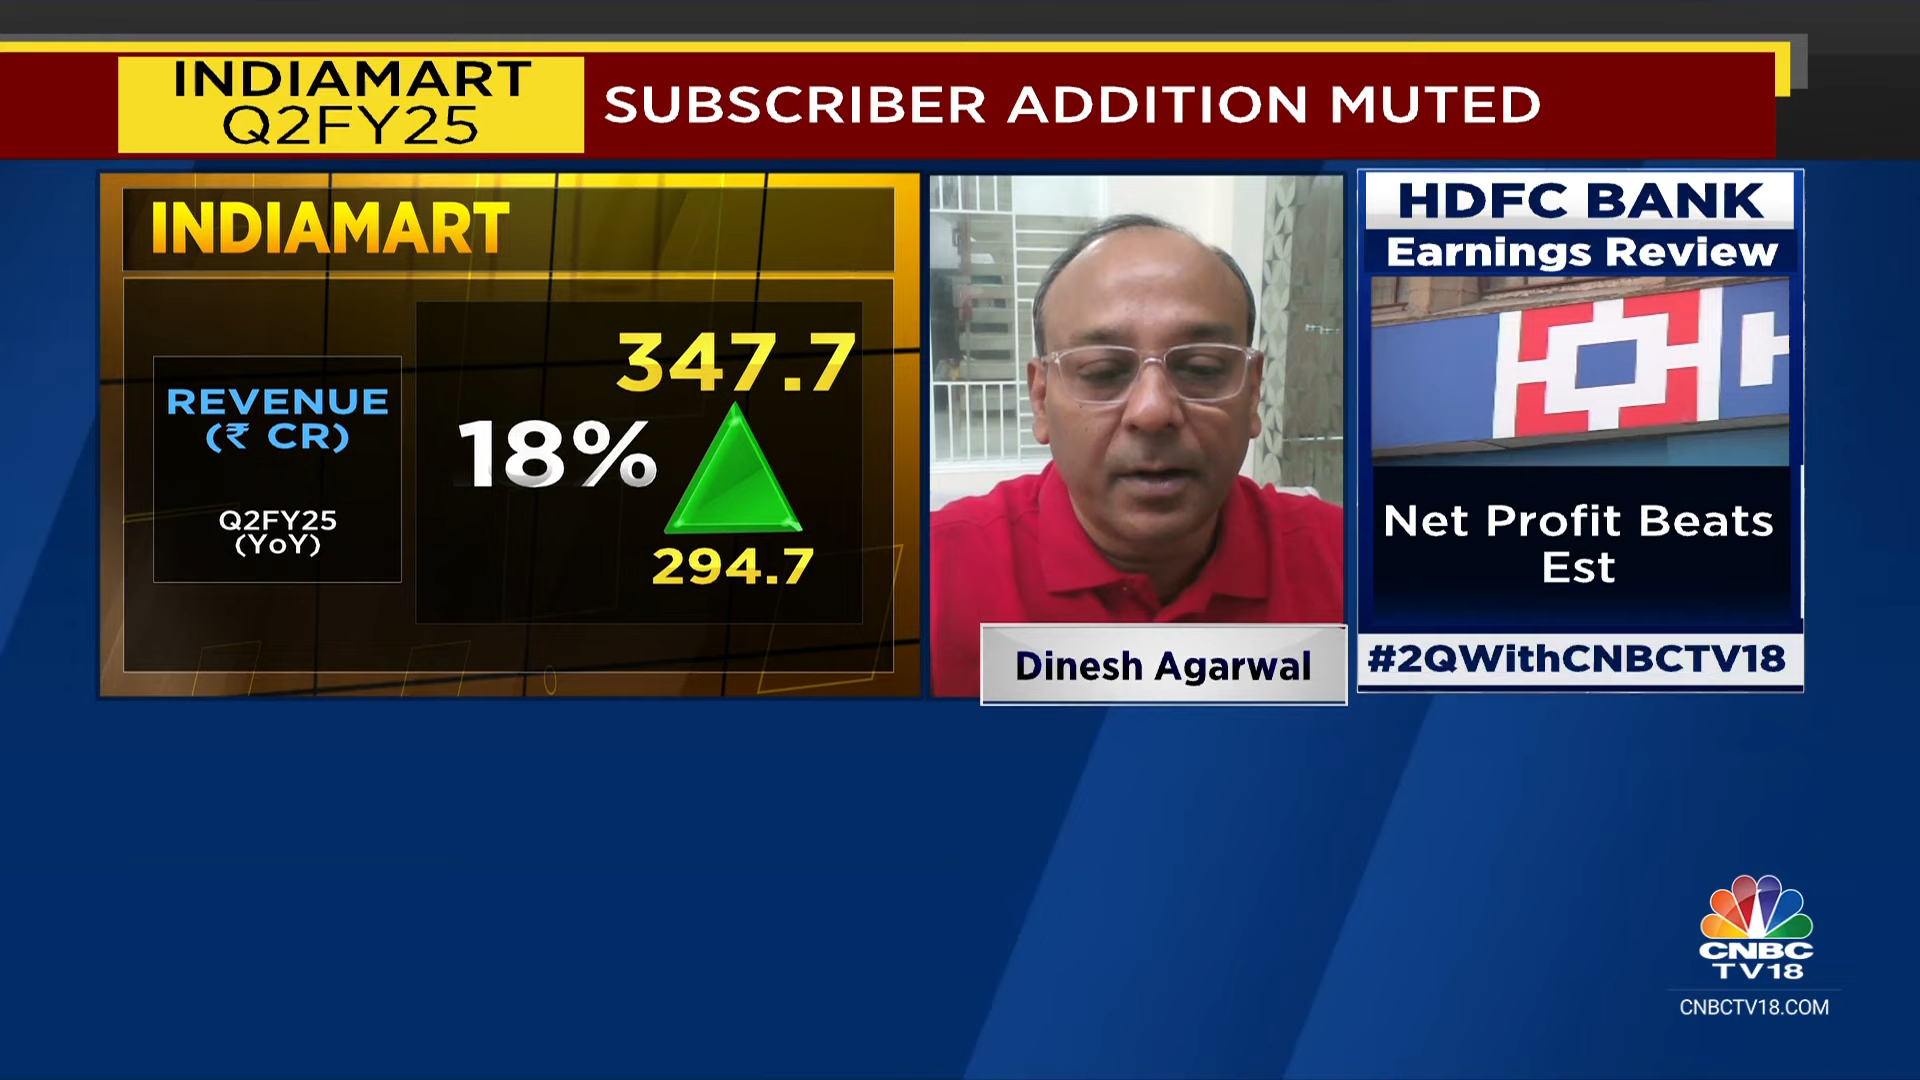 INDIAMART
Q2FY25
SUBSCRIBER ADDITION MUTED
INDIAMART
REVENUE
(₹ CR)
Q2FY25
(YoY)
347.7
18%
294.7
Dinesh Agarwal
HDFC BANK
Earnings Review
Net Profit Beats
Est
#2QWithCNBCTV18
CNBC
TV18
CNBCTV18.COM